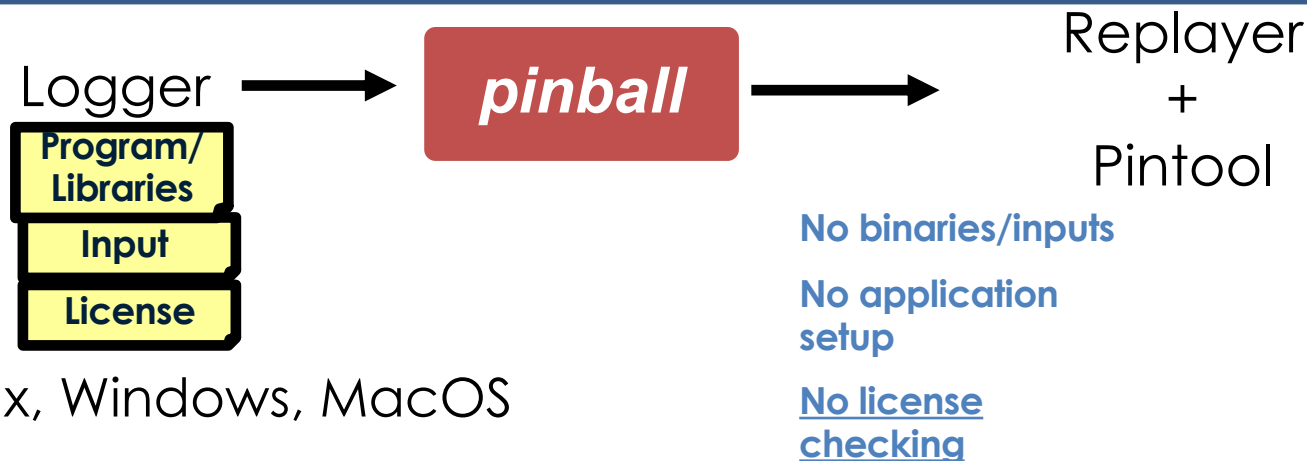 Logger
Program/
Libraries
Input
License
x, Windows, MacOS
pinball
Replayer
+
Pintool
No binaries/inputs
No application
setup
No license
checking